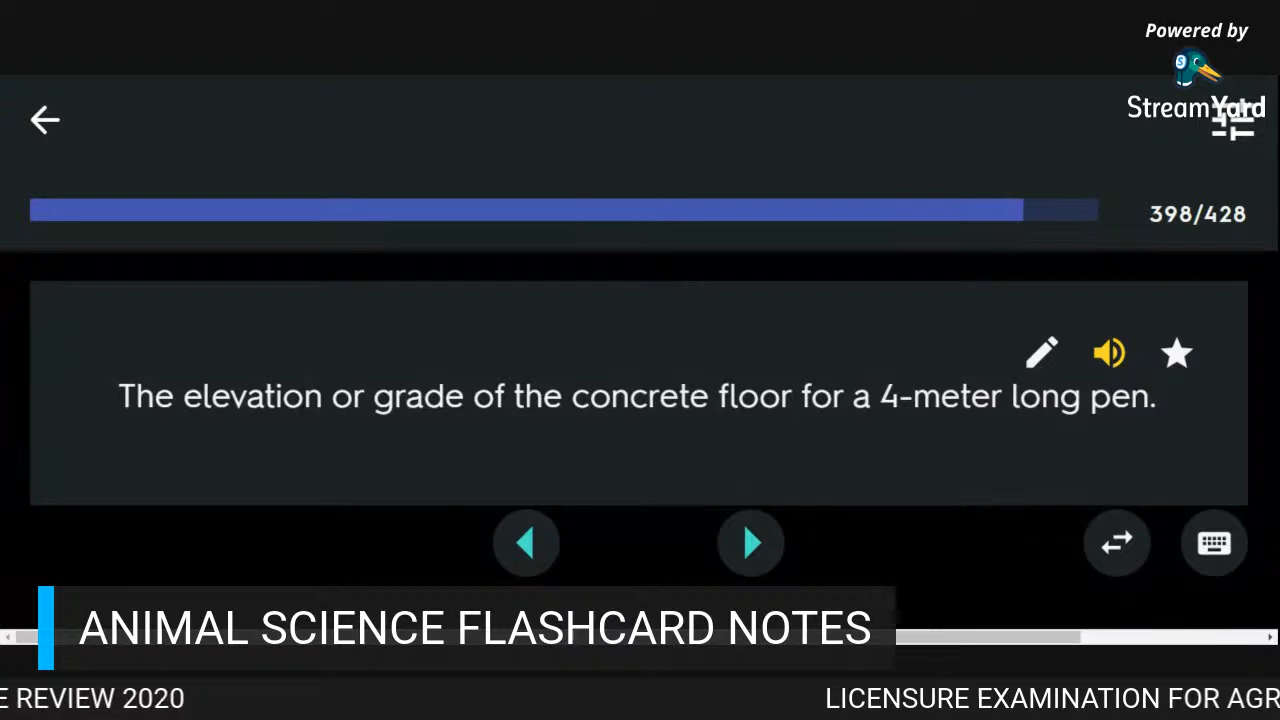 Powered by
StreamYard
398/428
The elevation or grade of the concrete floor for a 4-meter long pen.
ANIMAL SCIENCE FLASHCARD NOTES
E REVIEW 2020
LICENSURE EXAMINATION FOR AGR